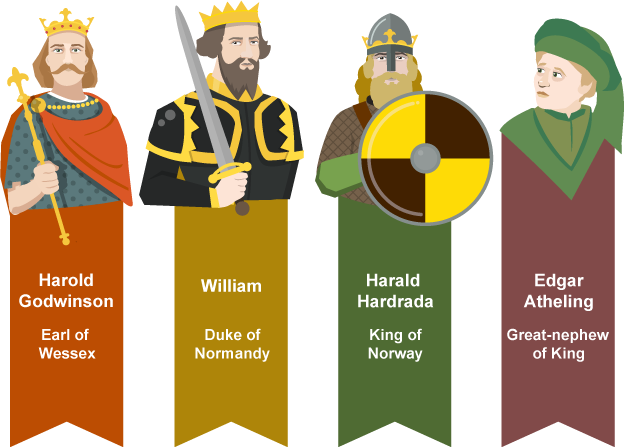 Harold
Godwinson
Earl of
Wessex
William
Duke of
Normandy
Harald
Hardrada
King of
Norway
Edgar
Atheling
Great-nephew
of King